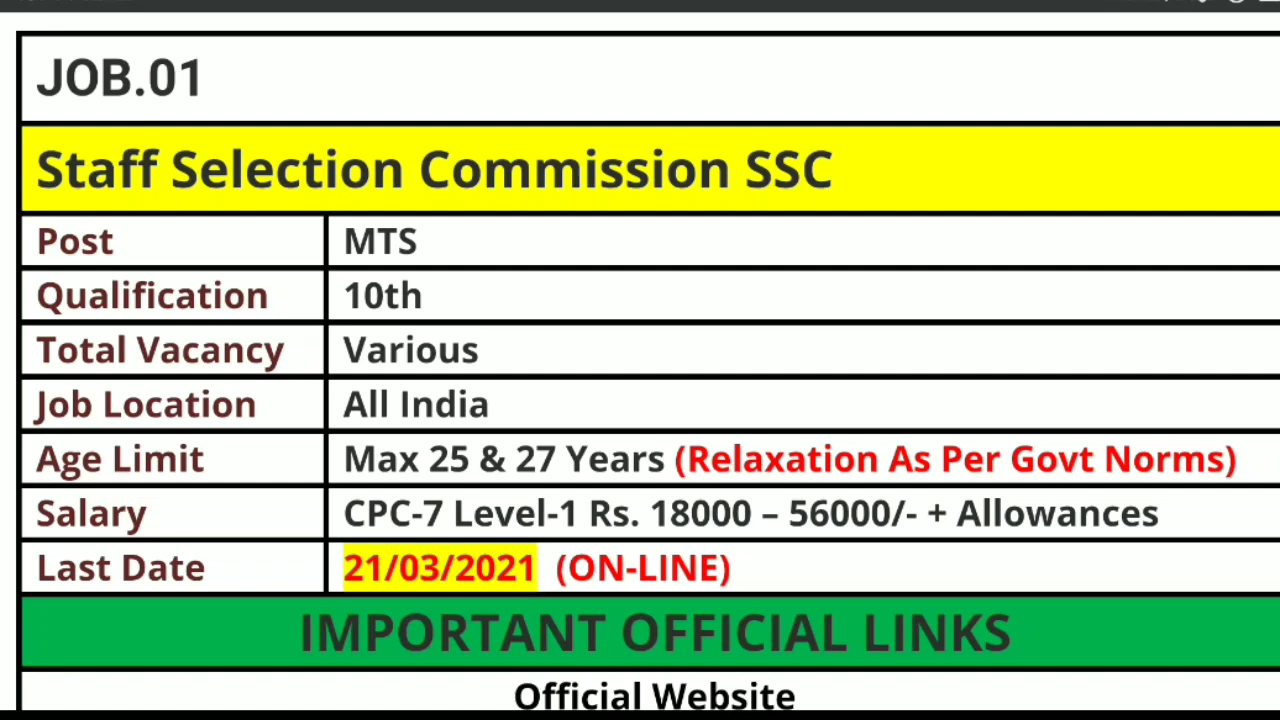 JOB.01
Staff Selection Commission SSC
Post MTS
Qualification 10th
Total Vacancy Various
Job Location All India
Age Limit Max 25 & 27 Years (Relaxation As Per Govt Norms)
Salary CPC-7 Level-1 Rs. 18000 – 56000/- + Allowances
Last Date 21/03/2021 (ON-LINE)
IMPORTANT OFFICIAL LINKS
Official Website